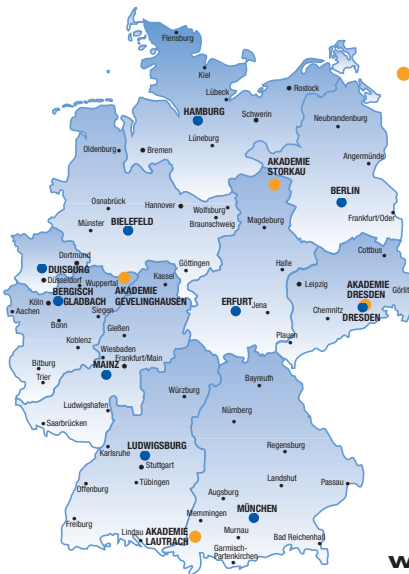 Flensburg
Kiel
Lübeck
Rostock
HAMBURG
Schwerin
Neubrandenburg
Lüneburg
Oldenburg
Bremen
Angermünde
AKADEMIE
STORKAU
BERLIN
Osnabrück
Hannover
Wolfsburg
Frankfurt/Oder
Münster
BIELEFELD
Braunschweig
Magdeburg
Cottbus
Dortmund
DUISBURG
Göttingen
Halle
Düsseldorf
Wuppertal
AKADEMIE
GEVELINGHAUSEN
Kassel
Leipzig
AKADEMIE
DRESDEN
BERGISCH
GLADBACH
Görlit
Köln
Aachen
Siegen
ERFURT
Jena
Chemnitz
DRESDEN
Bonn
Gießen
Plauen
Koblenz
Wiesbaden
Frankfurt/Main
Bitburg
MAINZ
Trier
Bayreuth
Würzburg
Ludwigshafen
Nürnberg
Saarbrücken
LUDWIGSBURG
Karlsruhe
Regensburg
Stuttgart
Tübingen
Landshut
Passau
Offenburg
Augsburg
MÜNCHEN
Freiburg
Memmingen
Lindau
AKADEMIE
LAUTRACH
Murnau
Bad Reichenhall
Garmisch-
Partenkirchen
w